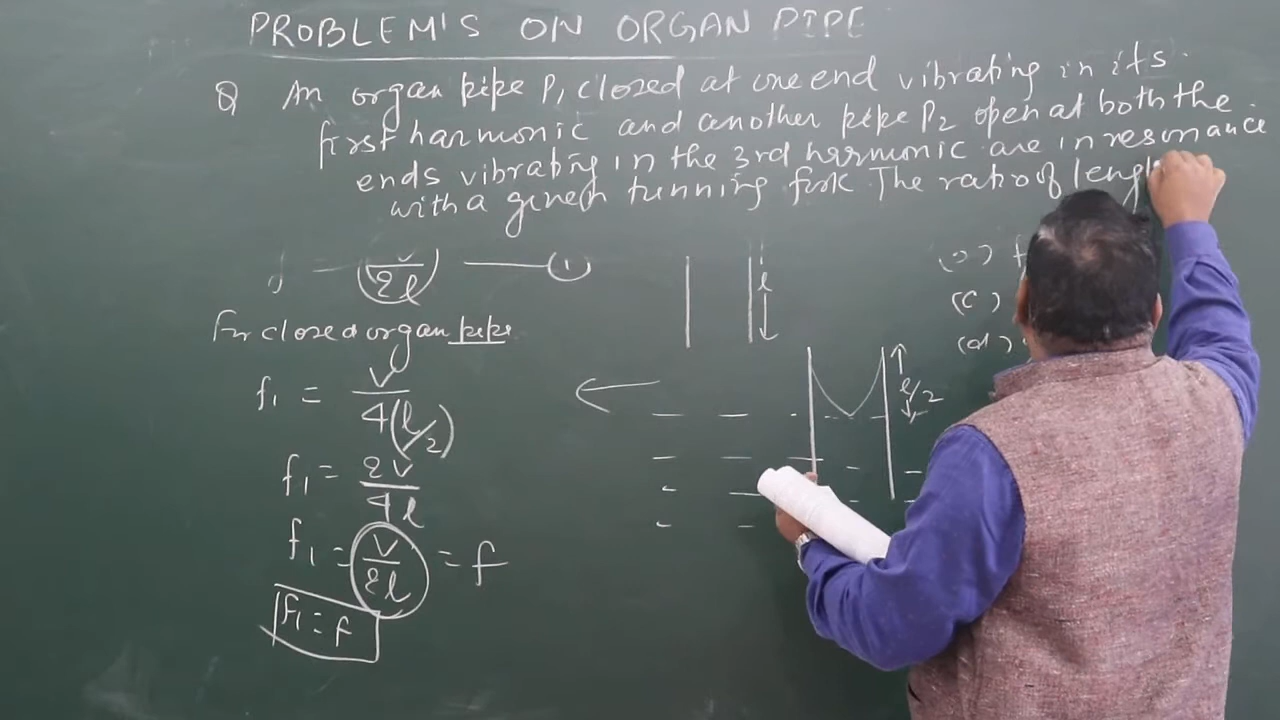 PROBLEM'S ON ORGAN PIPE
Q An organ pipe P1 closed at one end vibrating in its
first harmonic and another pipe P2 open at both the
ends vibrating in the 3rd harmonic are in resonance
with a given tunning fork. The ratio of leng
= v/2l —— (1)
For closed organ pipe
f1 = v/4(l/2)
f1 = 2v/4l
f1 = v/2l = f
f1 = f
l
l/2
(c)
(d)